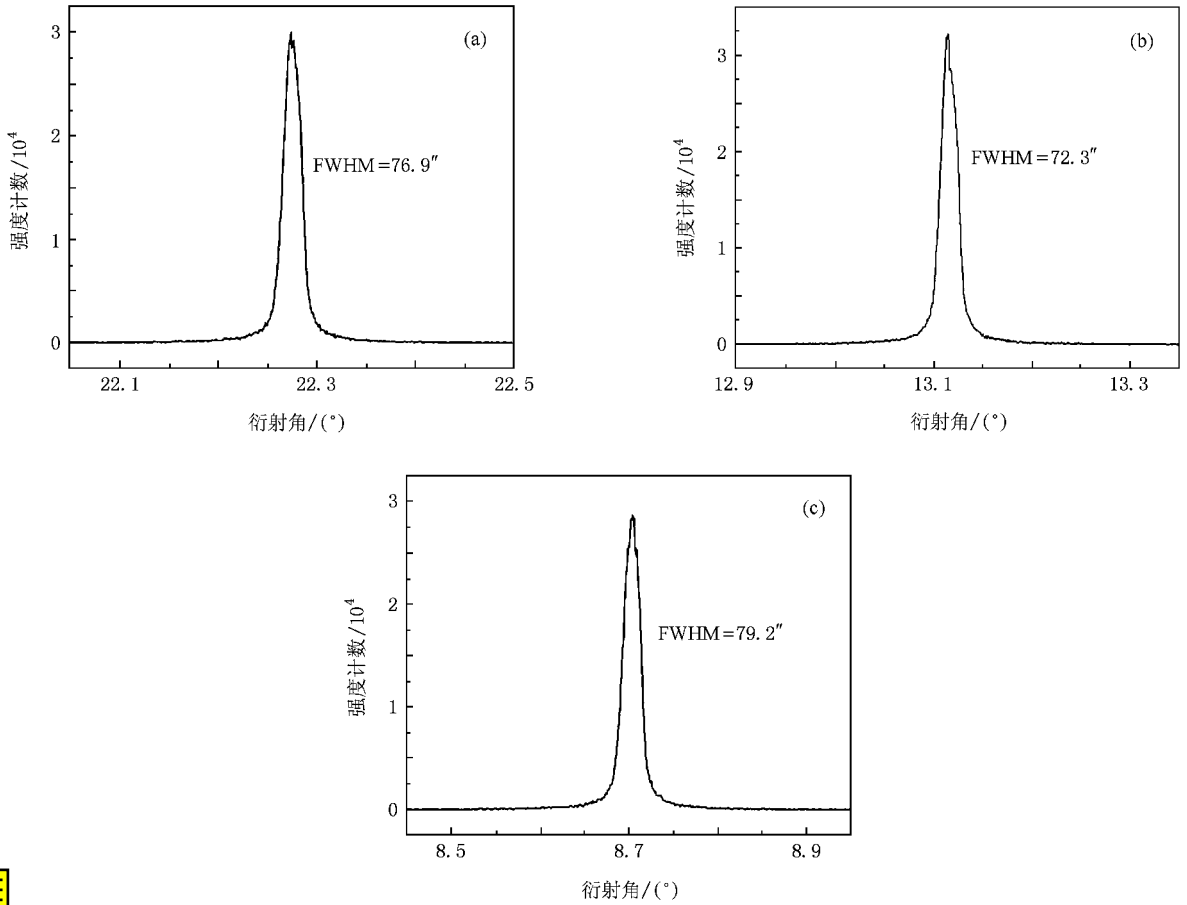 (a)
3
2
1
0
FWHM=76.9″
强度计数/10⁴
22.1 22.3 22.5
衍射角/(°)
(b)
3
2
1
0
FWHM=72.3″
强度计数/10⁴
12.9 13.1 13.3
衍射角/(°)
(c)
3
2
1
0
FWHM=79.2″
强度计数/10⁴
8.5 8.7 8.9
衍射角/(°)